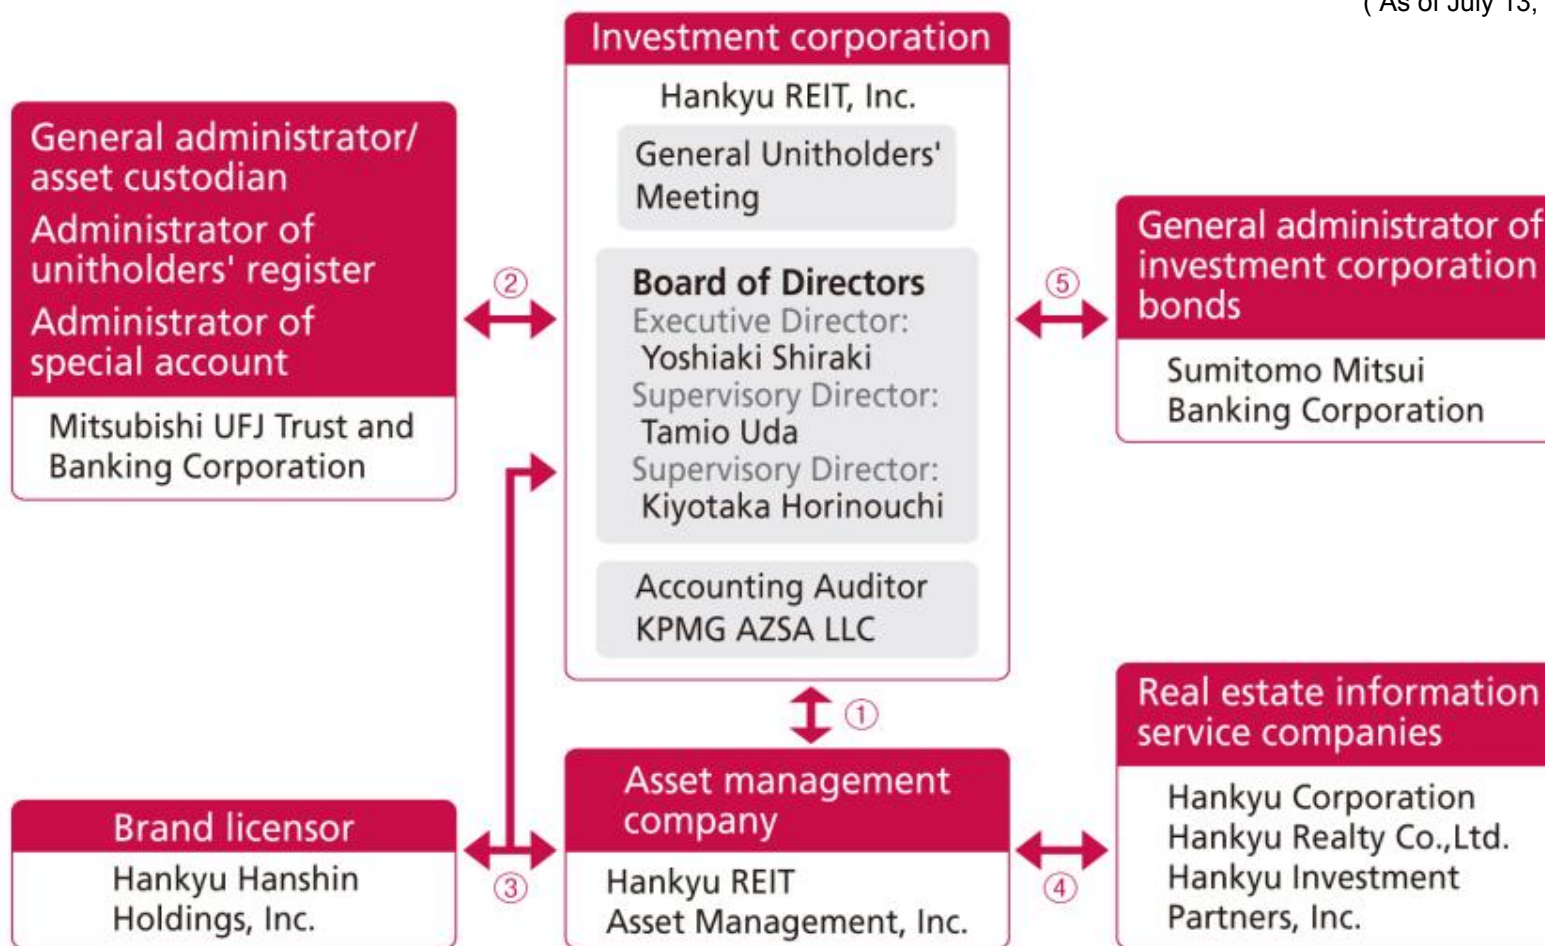 ( As of July 13,
Investment corporation
Hankyu REIT, Inc.
General Unitholders'
Meeting
Board of Directors
Executive Director:
Yoshiaki Shiraki
Supervisory Director:
Tamio Uda
Supervisory Director:
Kiyotaka Horinouchi
Accounting Auditor
KPMG AZSA LLC
General administrator/
asset custodian
Administrator of
unitholders' register
Administrator of
special account
Mitsubishi UFJ Trust and
Banking Corporation
②
⑤
General administrator of
investment corporation
bonds
Sumitomo Mitsui
Banking Corporation
①
Brand licensor
Hankyu Hanshin
Holdings, Inc.
③
Asset management
company
Hankyu REIT
Asset Management, Inc.
④
Real estate information
service companies
Hankyu Corporation
Hankyu Realty Co.,Ltd.
Hankyu Investment
Partners, Inc.